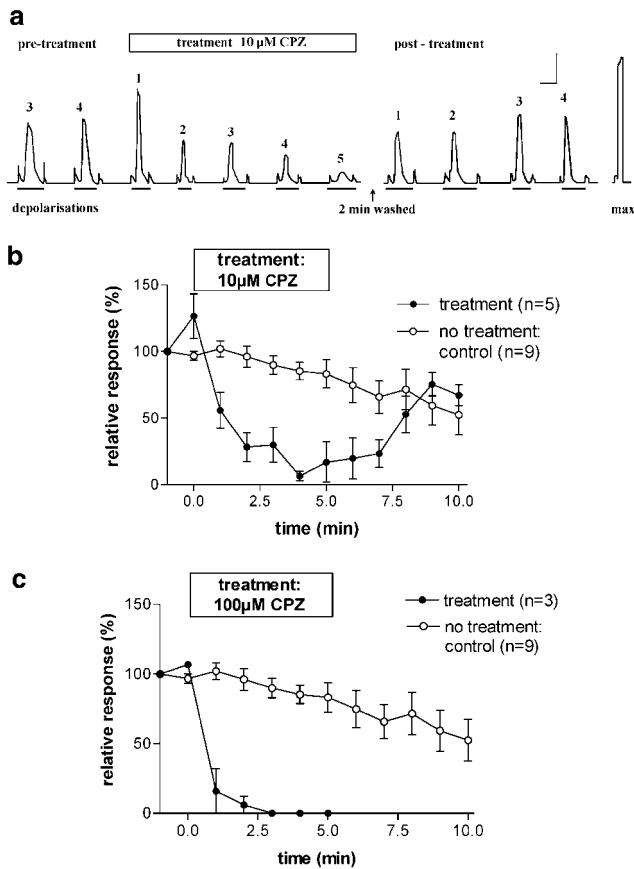 a
pre-treatment
treatment 10 µM CPZ
post - treatment
3 4 1 2 3 4 5 1 2 3 4
depolarisations
2 min washed
max
b
treatment:
10µM CPZ
relative response (%)
150
100
50
0
0.0 2.5 5.0 7.5 10.0
time (min)
treatment (n=5)
no treatment:
control (n=9)
c
treatment:
100µM CPZ
relative response (%)
150
100
50
0
0.0 2.5 5.0 7.5 10.0
time (min)
treatment (n=3)
no treatment:
control (n=9)